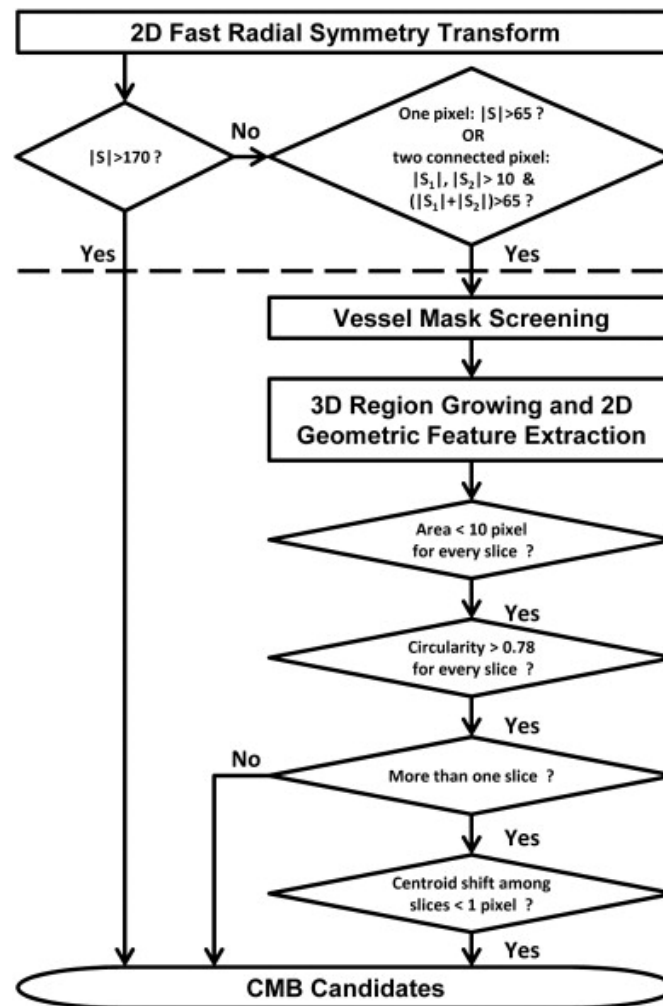 2D Fast Radial Symmetry Transform
|S|>170 ?
No
One pixel: |S|>65 ?
OR
two connected pixel:
|S₁|, |S₂|> 10 &
(|S₁|+|S₂|)>65 ?
Yes
Yes
Vessel Mask Screening
3D Region Growing and 2D
Geometric Feature Extraction
Area < 10 pixel
for every slice ?
Yes
Circularity > 0.78
for every slice ?
Yes
No
More than one slice ?
Yes
Centroid shift among
slices < 1 pixel ?
Yes
CMB Candidates